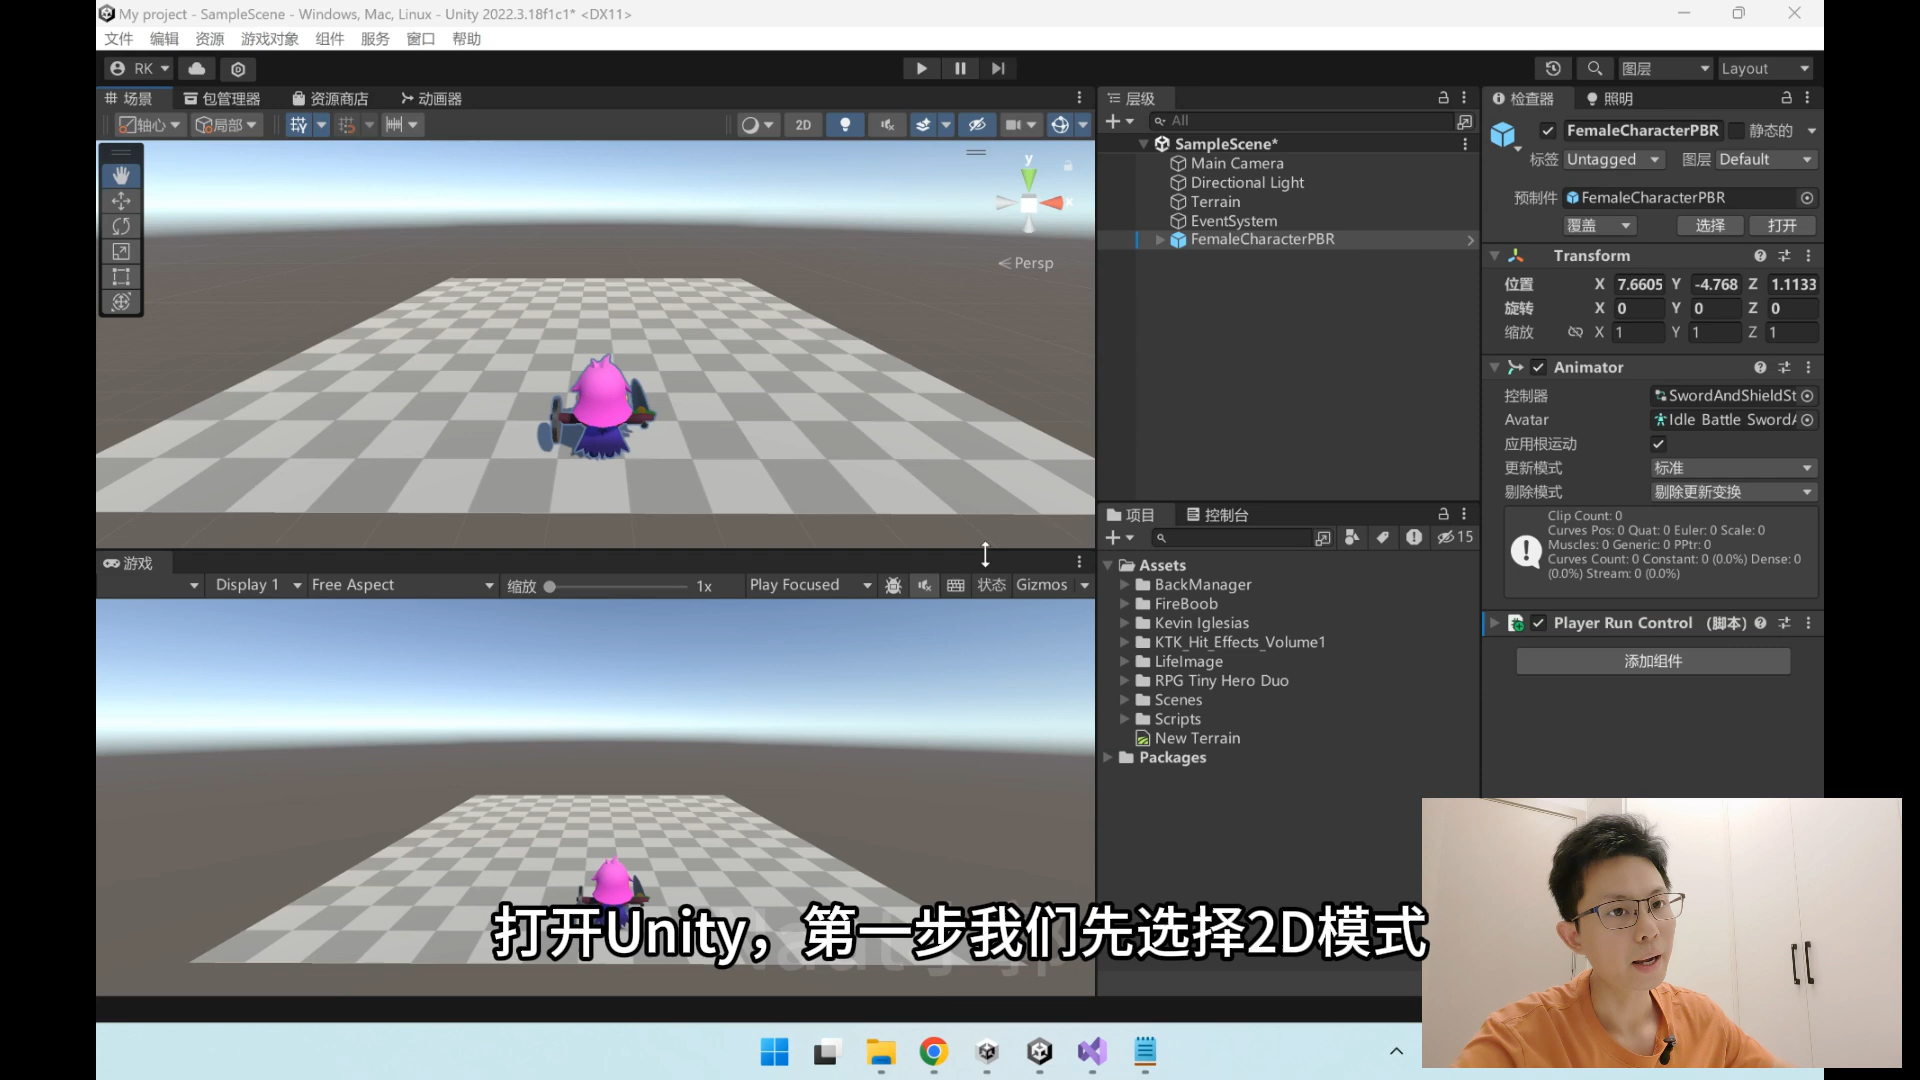 My project - SampleScene - Windows, Mac, Linux - Unity 2022.3.18f1c1* <DX11>
文件 编辑 资源 游戏对象 组件 服务 窗口 帮助
RK
图层 Layout
场景 包管理器 资源商店 动画器
轴心 局部 2D
y
x
Persp
层级
All
SampleScene*
Main Camera
Directional Light
Terrain
EventSystem
FemaleCharacterPBR
检查器 照明
FemaleCharacterPBR 静态的
标签 Untagged 图层 Default
预制件 FemaleCharacterPBR
覆盖 选择 打开
Transform
位置 X 7.6605 Y -4.768 Z 1.1133
旋转 X 0 Y 0 Z 0
缩放 X 1 Y 1 Z 1
Animator
控制器 SwordAndShieldSt
Avatar Idle Battle SwordA
应用根运动
更新模式 标准
剔除模式 剔除更新变换
Clip Count: 0
Curves Pos: 0 Quat: 0 Euler: 0 Scale: 0
Muscles: 0 Generic: 0 PPtr: 0
Curves Count: 0 Constant: 0 (0.0%) Dense: 0
(0.0%) Stream: 0 (0.0%)
Player Run Control (脚本)
添加组件
项目 控制台
15
Assets
BackManager
FireBoob
Kevin Iglesias
KTK_Hit_Effects_Volume1
LifeImage
RPG Tiny Hero Duo
Scenes
Scripts
New Terrain
Packages
游戏
Display 1 Free Aspect 缩放 1x Play Focused 状态 Gizmos
打开Unity，第一步我们先选择2D模式